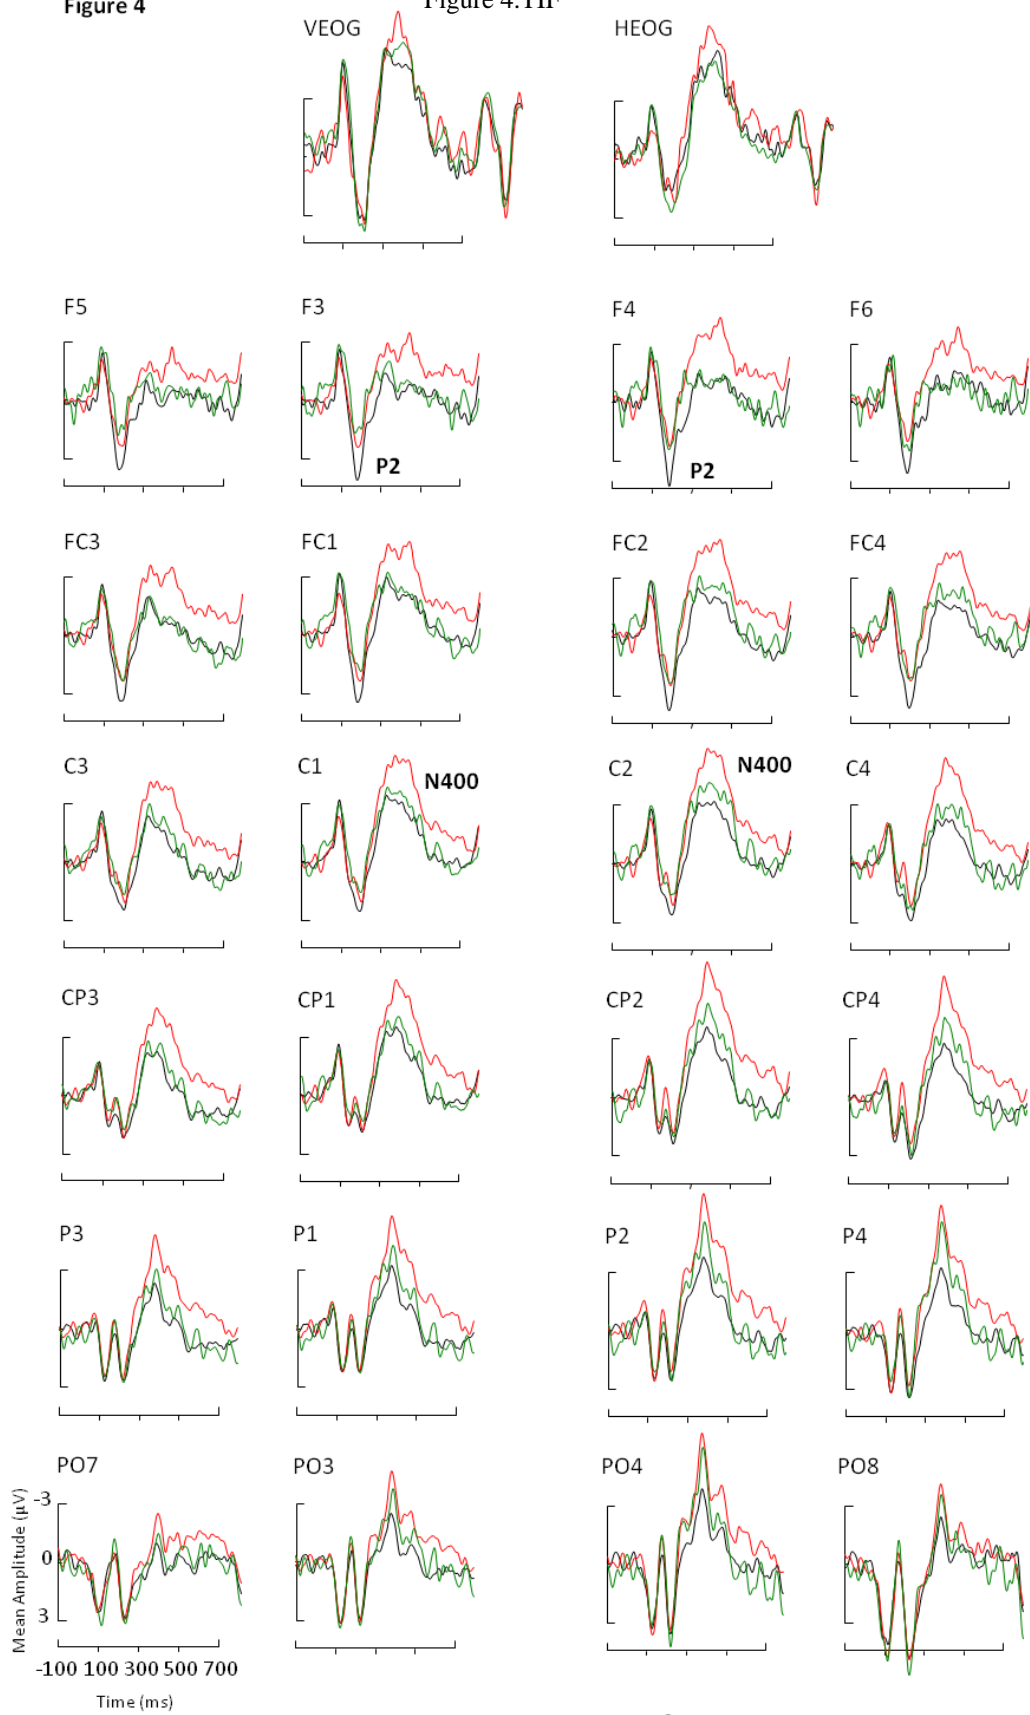 Figure 4
VEOG
HEOG
F5
F3
F4
F6
P2
P2
FC3
FC1
FC2
FC4
C3
C1
N400
C2
N400
C4
CP3
CP1
CP2
CP4
P3
P1
P2
P4
PO7
PO3
PO4
PO8
-3
0
3
Mean Amplitude (µV)
-100 100 300 500 700
Time (ms)